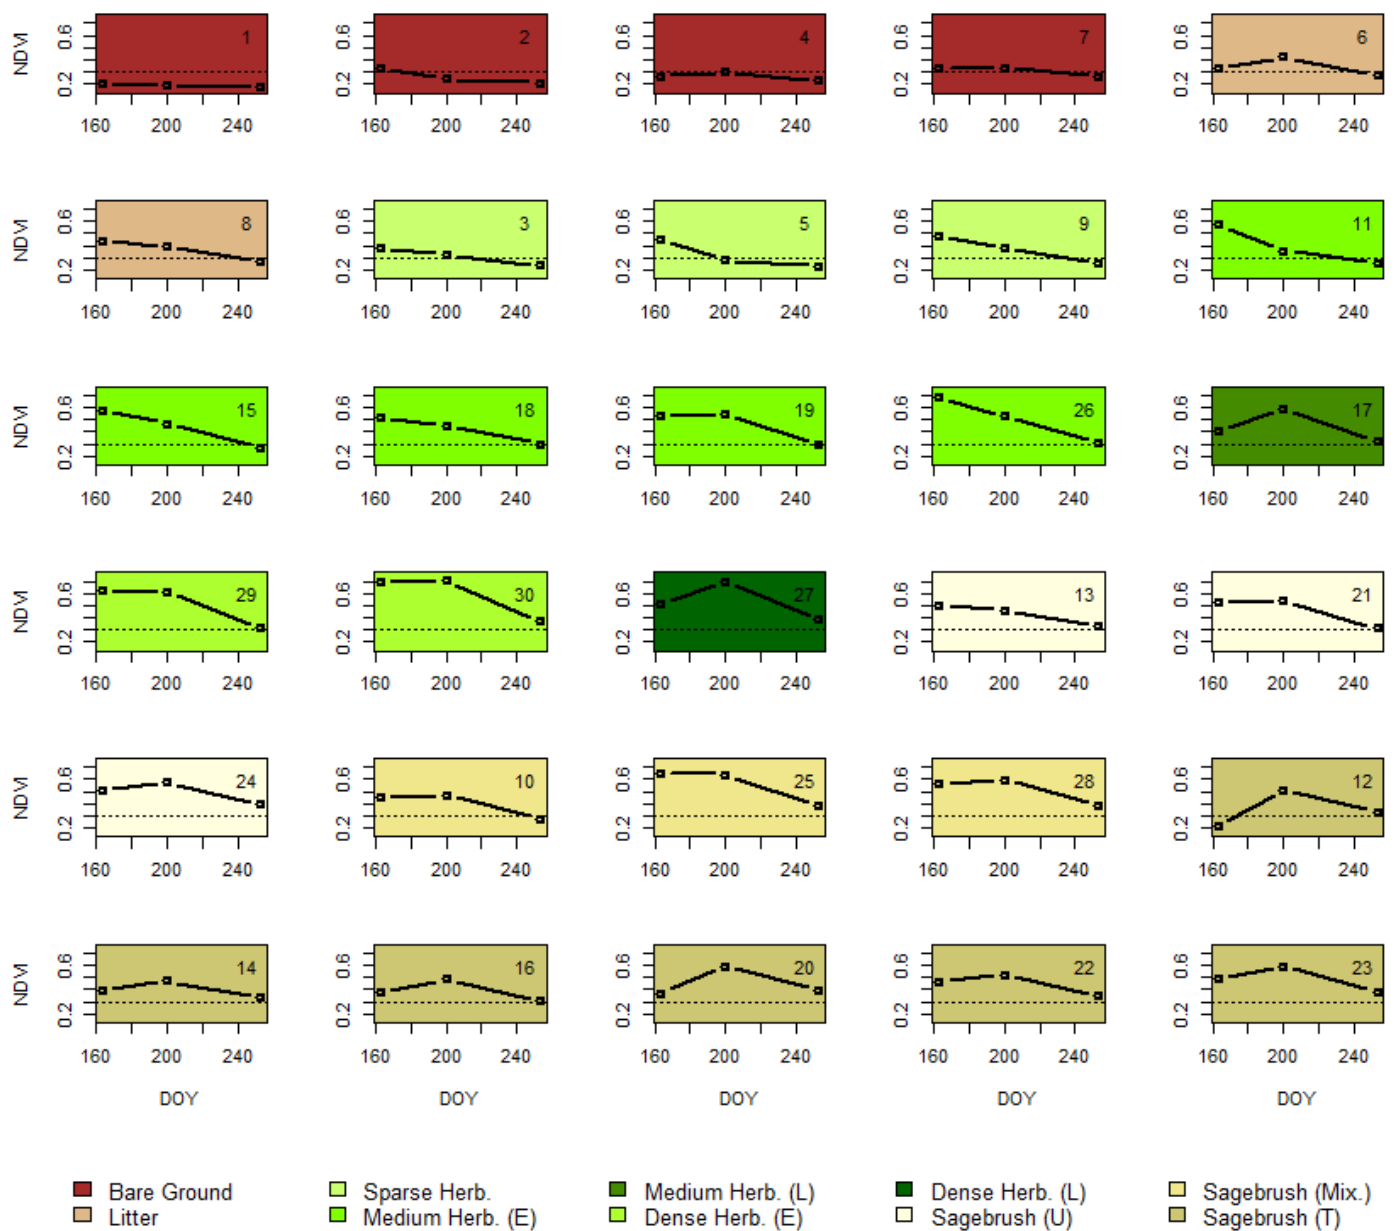 NDVI 0.6 0.2 1 2 0.6 0.2 4 0.6 0.2 7 0.6 0.2 6 0.6 0.2
160 200 240 160 200 240 160 200 240 160 200 240 160 200 240
NDVI 0.6 0.2 8 0.6 0.2 3 0.6 0.2 5 0.6 0.2 9 0.6 0.2 11
160 200 240 160 200 240 160 200 240 160 200 240 160 200 240
NDVI 0.6 0.2 15 0.6 0.2 18 0.6 0.2 19 0.6 0.2 26 0.6 0.2 17
160 200 240 160 200 240 160 200 240 160 200 240 160 200 240
NDVI 0.6 0.2 29 0.6 0.2 30 0.6 0.2 27 0.6 0.2 13 0.6 0.2 21
160 200 240 160 200 240 160 200 240 160 200 240 160 200 240
NDVI 0.6 0.2 24 0.6 0.2 10 0.6 0.2 25 0.6 0.2 28 0.6 0.2 12
160 200 240 160 200 240 160 200 240 160 200 240 160 200 240
NDVI 0.6 0.2 14 0.6 0.2 16 0.6 0.2 20 0.6 0.2 22 0.6 0.2 23
160 200 240 160 200 240 160 200 240 160 200 240 160 200 240
DOY DOY DOY DOY DOY
Bare Ground Sparse Herb. Medium Herb. (L) Dense Herb. (L) Sagebrush (Mix.)
Litter Medium Herb. (E) Dense Herb. (E) Sagebrush (U) Sagebrush (T)